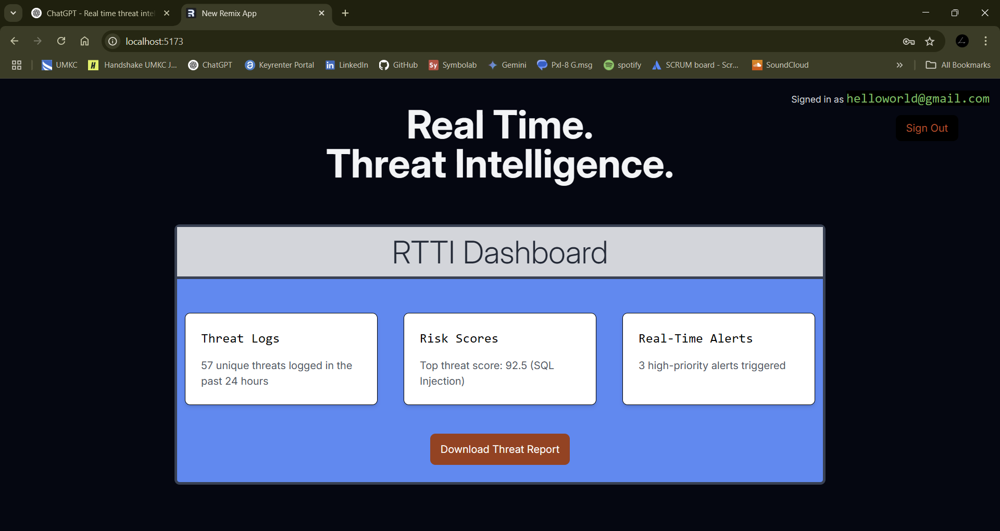 ChatGPT - Real time threat inte
New Remix App
localhost:5173
UMKC
Handshake UMKC J...
ChatGPT
Keyrenter Portal
LinkedIn
GitHub
Symbolab
Gemini
Pxl-8 G.msg
spotify
SCRUM board - Scr...
SoundCloud
All Bookmarks
Signed in as helloworld@gmail.com
Sign Out
Real Time.
Threat Intelligence.
RTTI Dashboard
Threat Logs
57 unique threats logged in the
past 24 hours
Risk Scores
Top threat score: 92.5 (SQL
Injection)
Real-Time Alerts
3 high-priority alerts triggered
Download Threat Report